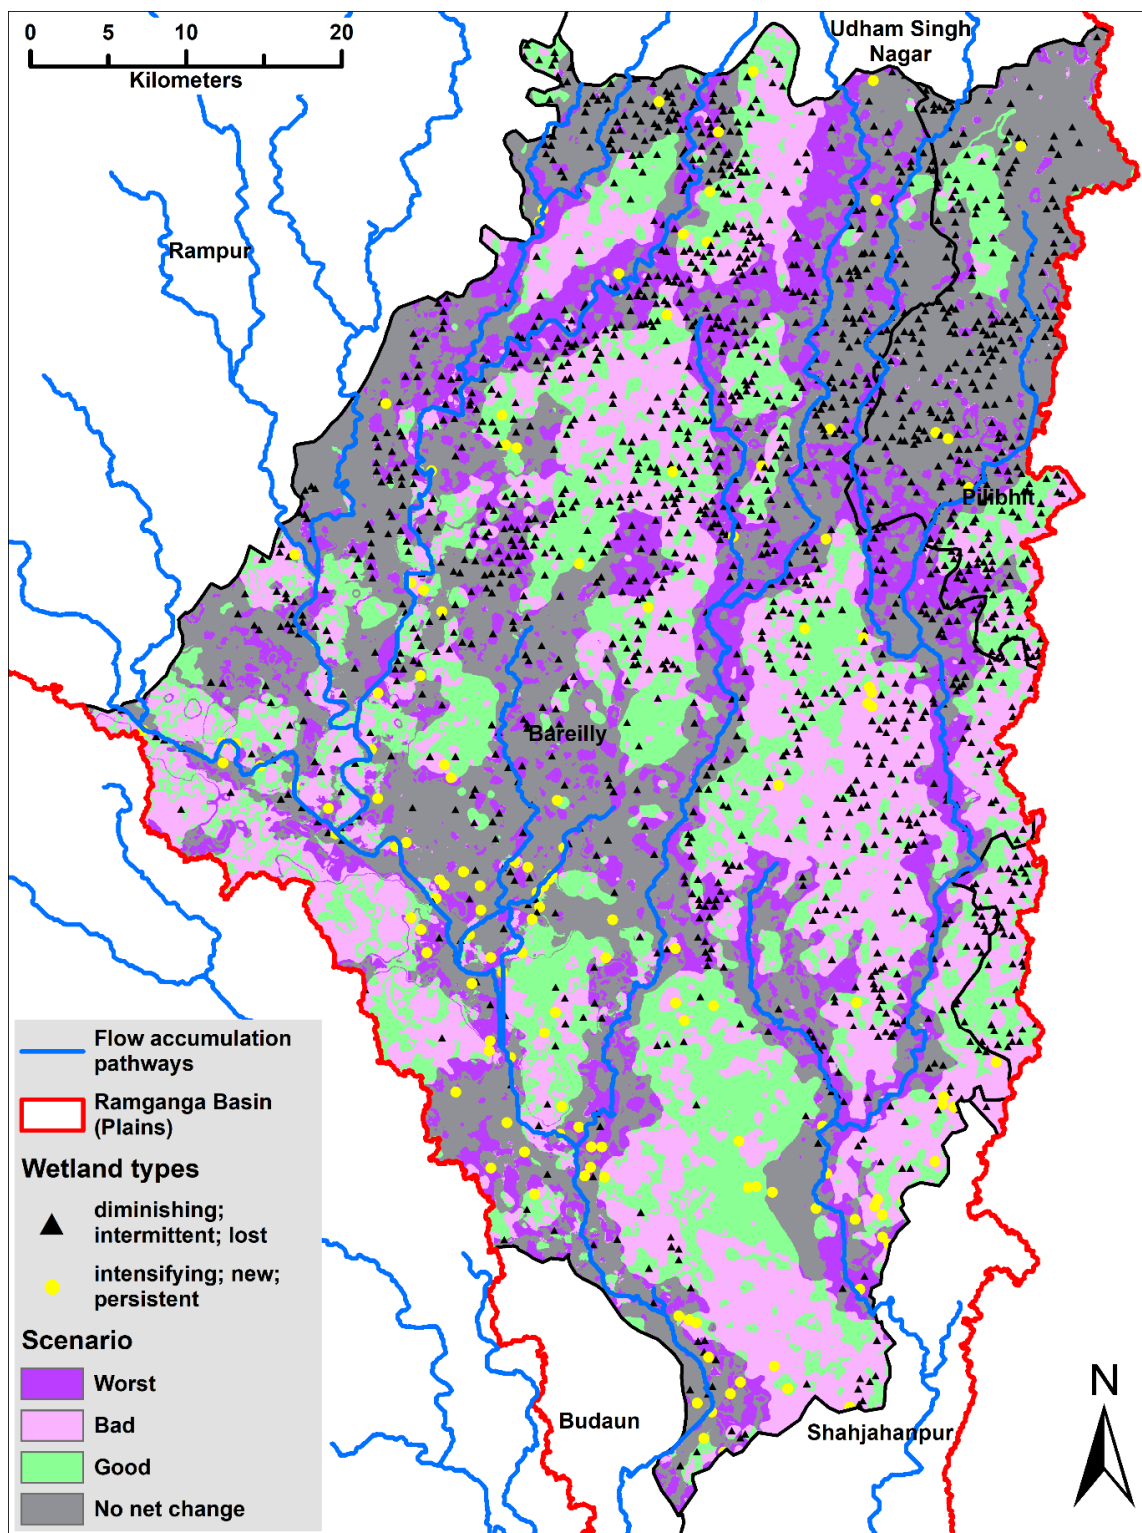 0 5 10 20
Kilometers
Udham Singh
Nagar
Rampur
Pilibhit
Bareilly
Flow accumulation
pathways
Ramganga Basin
(Plains)
Wetland types
diminishing;
intermittent; lost
intensifying; new;
persistent
Scenario
Worst
Bad
Good
No net change
Budaun
Shahjahanpur
N